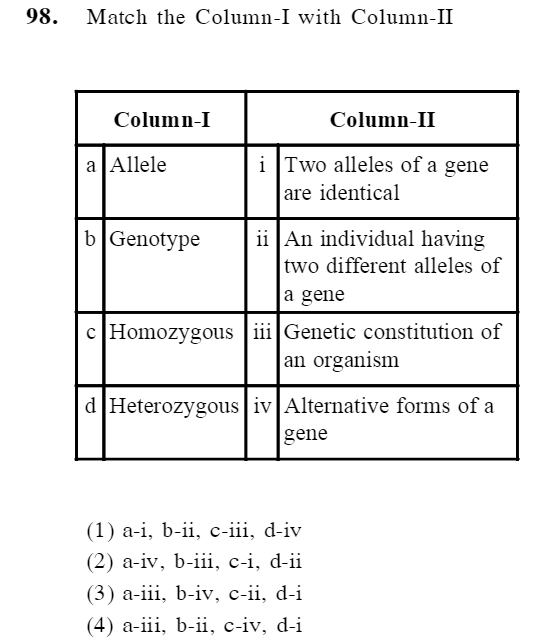 98. Match the Column-I with Column-II
Column-I Column-II
a Allele i Two alleles of a gene
are identical
b Genotype ii An individual having
two different alleles of
a gene
c Homozygous iii Genetic constitution of
an organism
d Heterozygous iv Alternative forms of a
gene
(1) a-i, b-ii, c-iii, d-iv
(2) a-iv, b-iii, c-i, d-ii
(3) a-iii, b-iv, c-ii, d-i
(4) a-iii, b-ii, c-iv, d-i